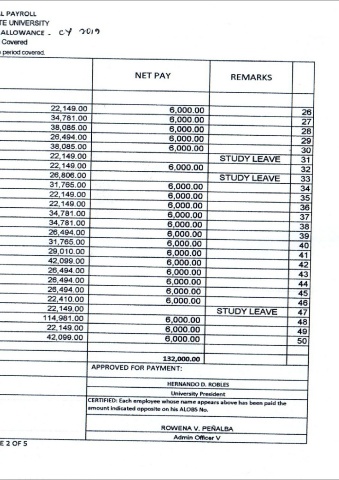 L PAYROLL
TE UNIVERSITY
ALLOWANCE - CY 2019
Covered
period covered.
NET PAY REMARKS
22,149.00 6,000.00 26
34,781.00 6,000.00 27
38,085.00 6,000.00 28
26,494.00 6,000.00 29
38,085.00 6,000.00 30
22,149.00 STUDY LEAVE 31
22,149.00 6,000.00 32
26,806.00 STUDY LEAVE 33
31,765.00 6,000.00 34
22,149.00 6,000.00 35
22,149.00 6,000.00 36
34,781.00 6,000.00 37
34,781.00 6,000.00 38
26,494.00 6,000.00 39
31,765.00 6,000.00 40
29,010.00 6,000.00 41
42,099.00 6,000.00 42
26,494.00 6,000.00 43
26,494.00 6,000.00 44
26,494.00 6,000.00 45
22,410.00 6,000.00 46
22,149.00 STUDY LEAVE 47
114,981.00 6,000.00 48
22,149.00 6,000.00 49
42,099.00 6,000.00 50
132,000.00
APPROVED FOR PAYMENT:
HERNANDO D. ROBLES
University President
CERTIFIED: Each employee whose name appears above has been paid the
amount indicated opposite on his ALOBS No.
ROWENA V. PEÑALBA
Admin Officer V
E 2 OF 5